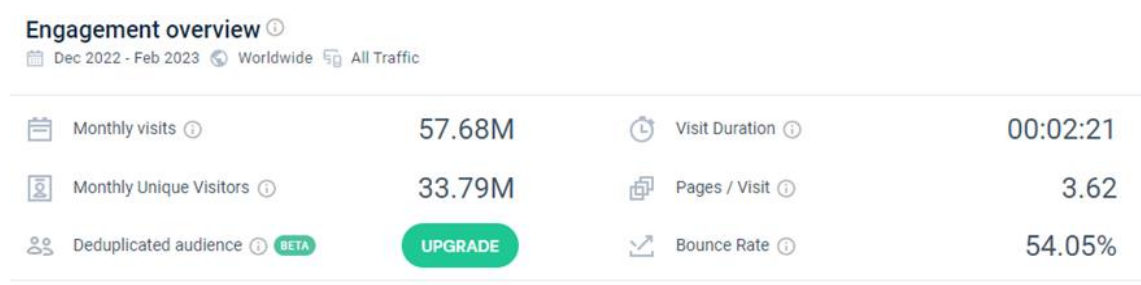 Engagement overview
Dec 2022 - Feb 2023 Worldwide All Traffic
Monthly visits 57.68M Visit Duration 00:02:21
Monthly Unique Visitors 33.79M Pages / Visit 3.62
Deduplicated audience BETA UPGRADE Bounce Rate 54.05%